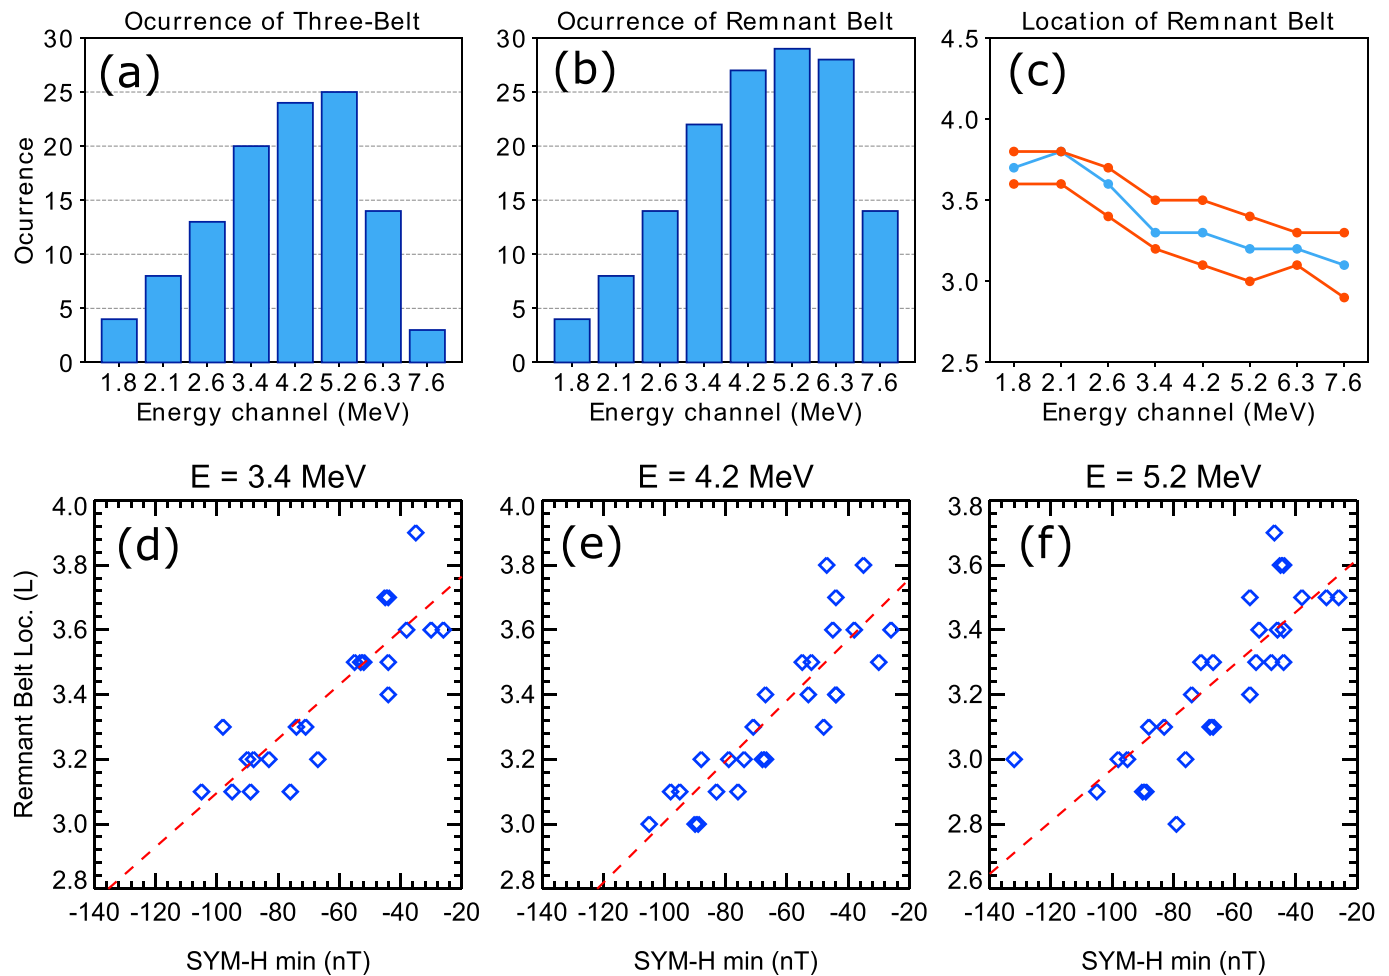 Ocurrence of Three-Belt
Ocurrence of Remnant Belt
Location of Remnant Belt
(a)
(b)
(c)
Ocurrence
30
25
20
15
10
5
0
30
25
20
15
10
5
0
4.5
4.0
3.5
3.0
2.5
1.8 2.1 2.6 3.4 4.2 5.2 6.3 7.6
1.8 2.1 2.6 3.4 4.2 5.2 6.3 7.6
1.8 2.1 2.6 3.4 4.2 5.2 6.3 7.6
Energy channel (MeV)
Energy channel (MeV)
Energy channel (MeV)
E = 3.4 MeV
E = 4.2 MeV
E = 5.2 MeV
(d)
(e)
(f)
Remnant Belt Loc. (L)
4.0
3.8
3.6
3.4
3.2
3.0
2.8
4.0
3.8
3.6
3.4
3.2
3.0
2.8
3.8
3.6
3.4
3.2
3.0
2.8
2.6
-140 -120 -100 -80 -60 -40 -20
-140 -120 -100 -80 -60 -40 -20
-140 -120 -100 -80 -60 -40 -20
SYM-H min (nT)
SYM-H min (nT)
SYM-H min (nT)